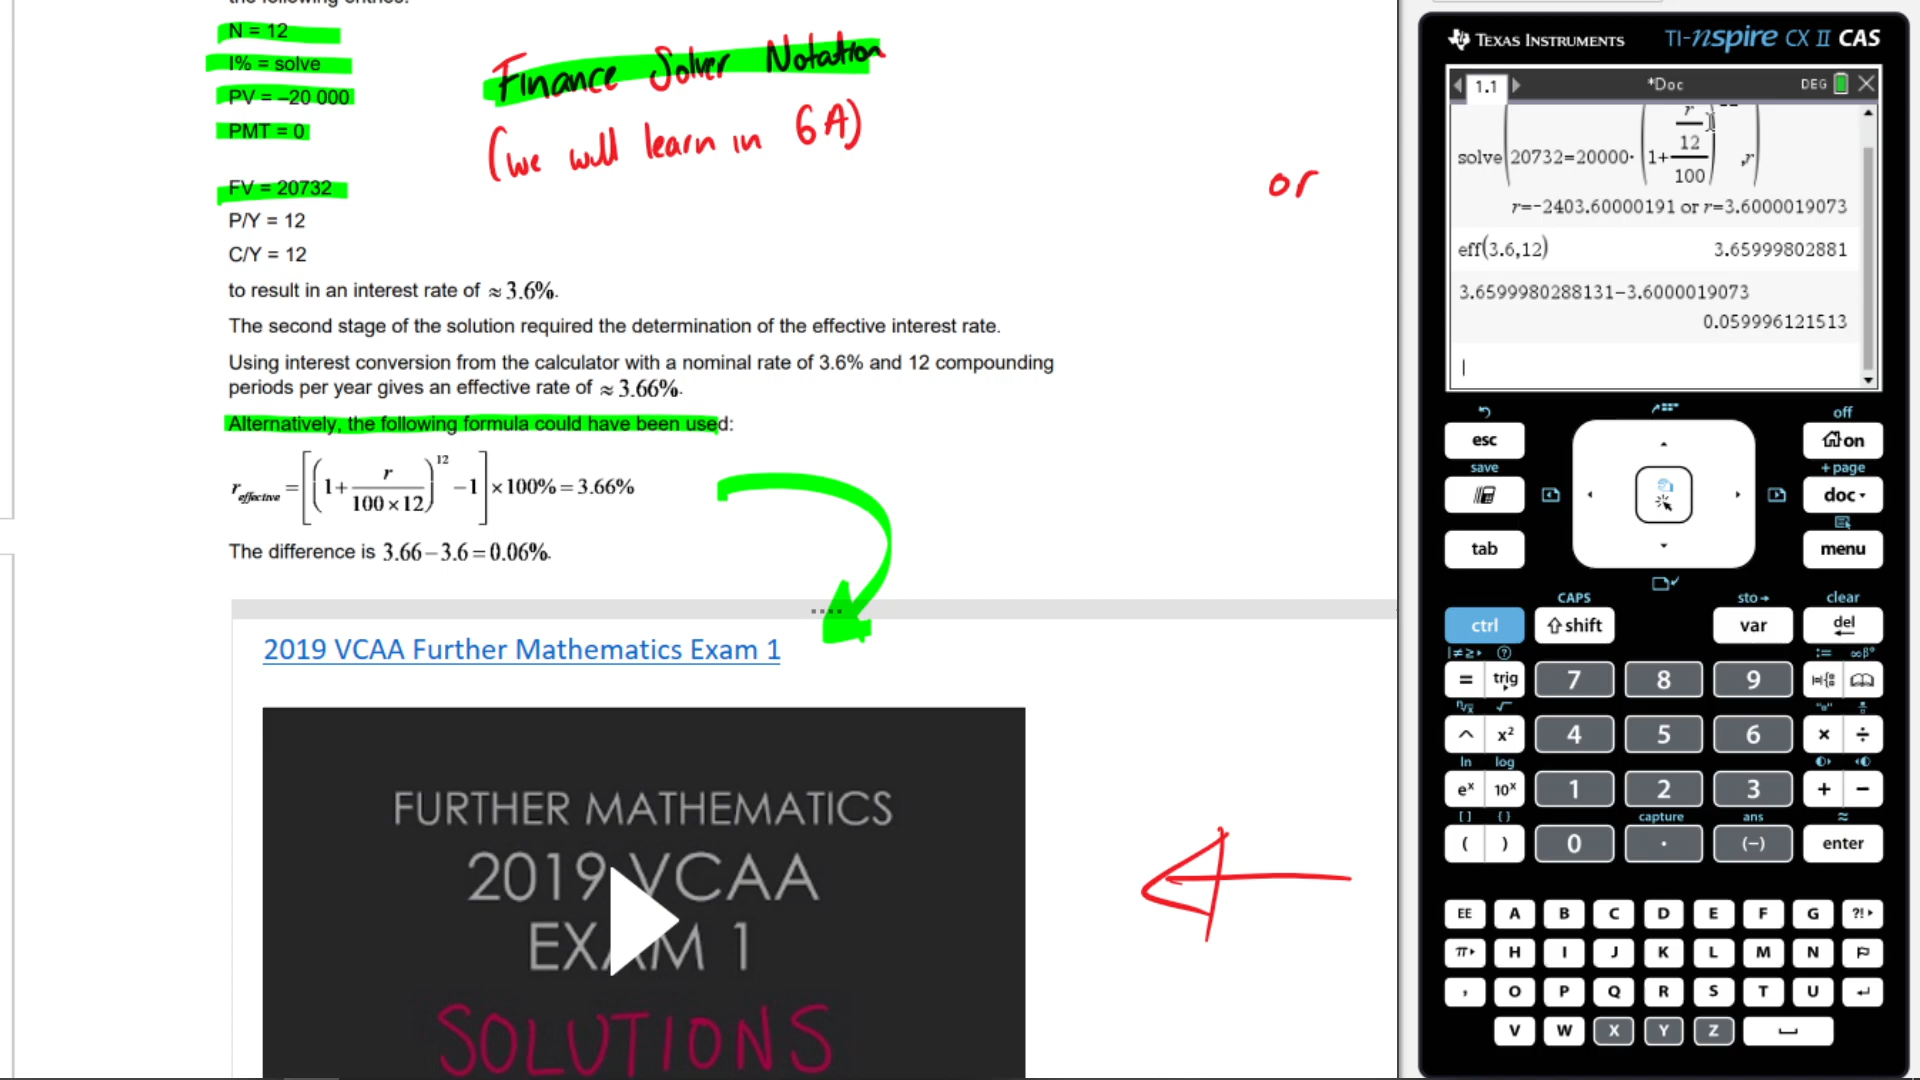 the following entries:
N = 12
I% = solve
PV = –20 000
PMT = 0
FV = 20732
P/Y = 12
C/Y = 12
Finance Solver Notation
(we will learn in 6A)
or
to result in an interest rate of ≈ 3.6%.
The second stage of the solution required the determination of the effective interest rate.
Using interest conversion from the calculator with a nominal rate of 3.6% and 12 compounding
periods per year gives an effective rate of ≈ 3.66%.
Alternatively, the following formula could have been used:
r effective = [(1 + r / (100 × 12))^12 − 1] × 100% = 3.66%
The difference is 3.66 – 3.6 = 0.06%.
2019 VCAA Further Mathematics Exam 1
FURTHER MATHEMATICS
2019 VCAA
EXAM 1
SOLUTIONS
TEXAS INSTRUMENTS TI-nspire CX II CAS
1.1 *Doc DEG
solve(20732=20000·(1+ r/12/100) ,r)
r=-2403.60000191 or r=3.6000019073
eff(3.6,12) 3.65999802881
3.6599980288131−3.6000019073
0.059996121513
off
esc on
save + page
doc
tab menu
CAPS sto→ clear
ctrl shift var del
= trig 7 8 9
^ x² 4 5 6 × ÷
ln log
eˣ 10ˣ 1 2 3 + −
[ ] { } capture ans ≈
( ) 0 . (−) enter
EE A B C D E F G ?!
π H I J K L M N
, O P Q R S T U
V W X Y Z